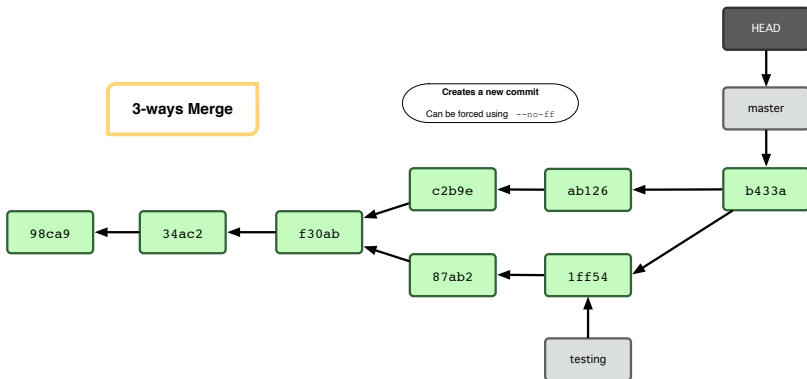 HEAD
3-ways Merge
Creates a new commit
Can be forced using --no-ff
master
c2b9e
ab126
b433a
98ca9
34ac2
f30ab
87ab2
1ff54
testing